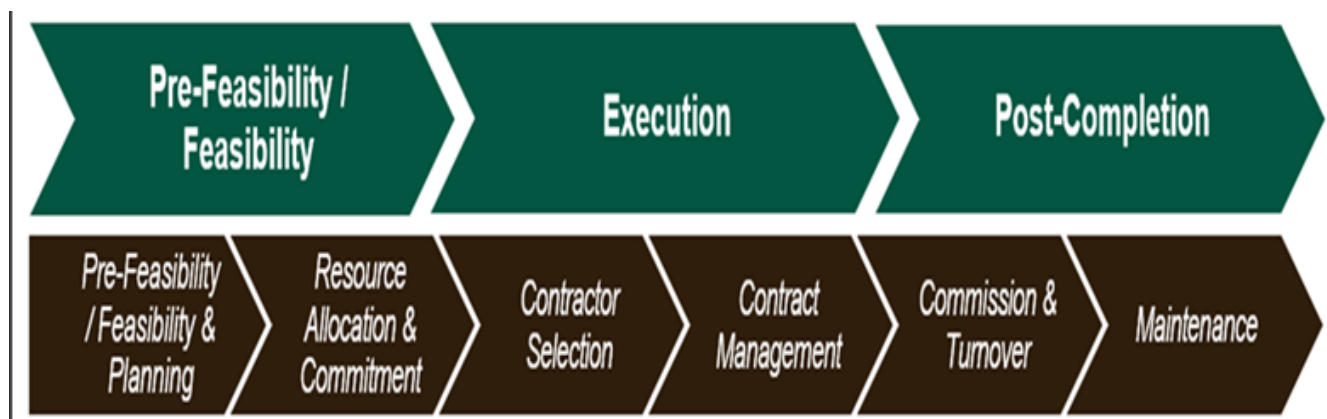 Pre-Feasibility /
Feasibility
Execution
Post-Completion
Pre-Feasibility
/ Feasibility &
Planning
Resource
Allocation &
Commitment
Contractor
Selection
Contract
Management
Commission &
Turnover
Maintenance